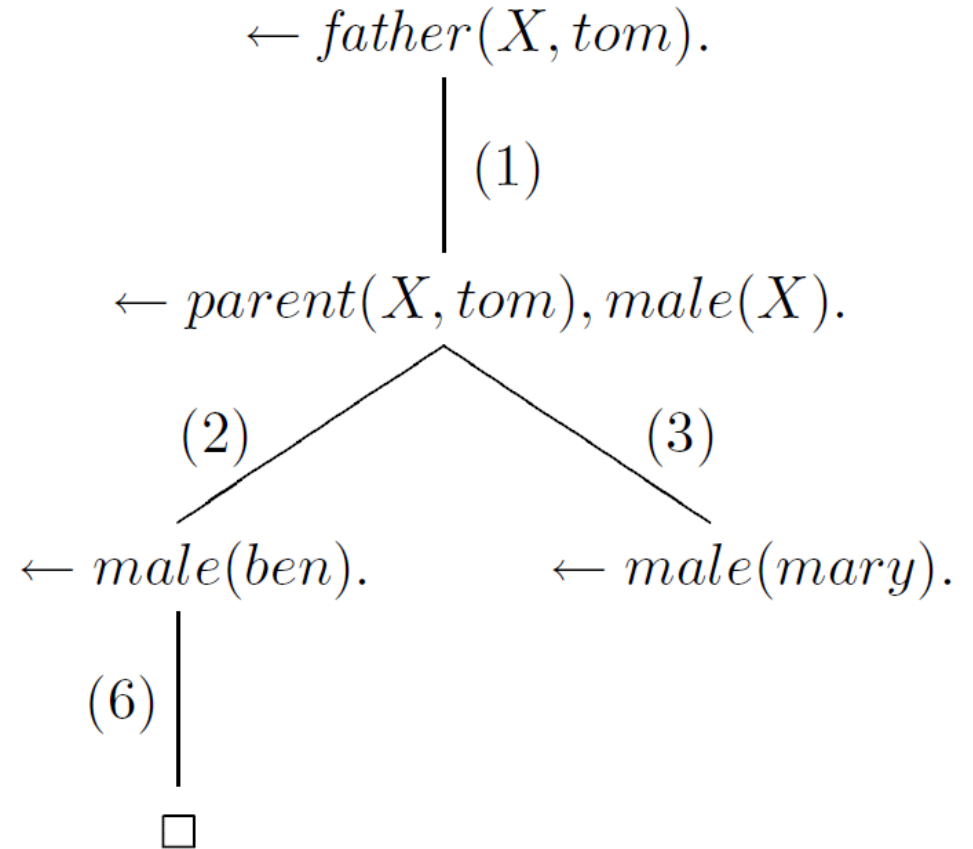 ← father(X, tom).
(1)
← parent(X, tom), male(X).
(2) (3)
← male(ben). ← male(mary).
(6)
□